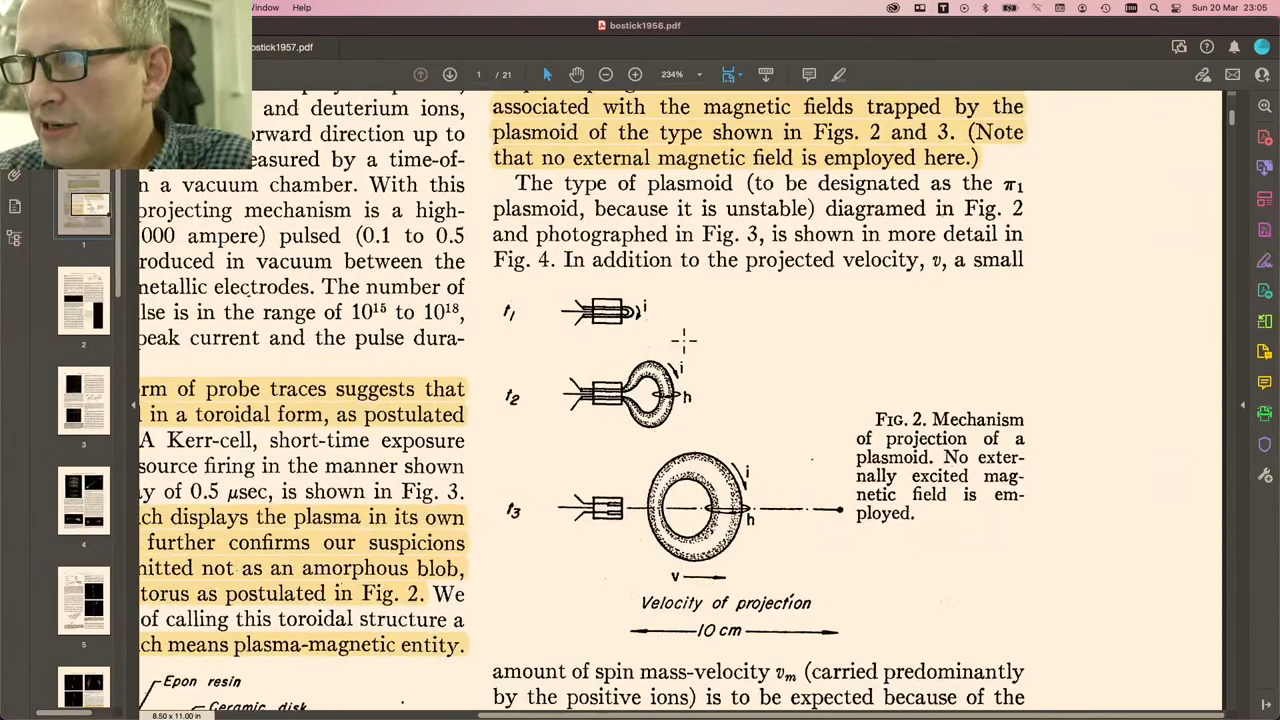 Window
Help
Sun 20 Mar 23:05
bostick1956.pdf
ostick1957.pdf
1 / 21
234%
and deuterium ions,
orward direction up to
easured by a time-of-
n a vacuum chamber. With this
projecting mechanism is a high-
000 ampere) pulsed (0.1 to 0.5
roduced in vacuum between the
metallic electrodes. The number of
lse is in the range of 10¹⁵ to 10¹⁸,
peak current and the pulse dura-
orm of probe traces suggests that
l in a toroidal form, as postulated
A Kerr-cell, short-time exposure
source firing in the manner shown
ay of 0.5 μsec, is shown in Fig. 3.
ch displays the plasma in its own
further confirms our suspicions
mitted not as an amorphous blob,
torus as postulated in Fig. 2. We
of calling this toroidal structure a
ch means plasma-magnetic entity.
Epon resin
Ceramic disk
associated with the magnetic fields trapped by the
plasmoid of the type shown in Figs. 2 and 3. (Note
that no external magnetic field is employed here.)
The type of plasmoid (to be designated as the π₁
plasmoid, because it is unstable) diagramed in Fig. 2
and photographed in Fig. 3, is shown in more detail in
Fig. 4. In addition to the projected velocity, v, a small
t₁
i
t₂
i
h
t₃
i
h
v
Velocity of projection
10 cm
FIG. 2. Mechanism
of projection of a
plasmoid. No exter-
nally excited mag-
netic field is em-
ployed.
amount of spin mass-velocity vₘ (carried predominantly
by the positive ions) is to be expected because of the
1
2
3
4
5
8.50 x 11.00 in